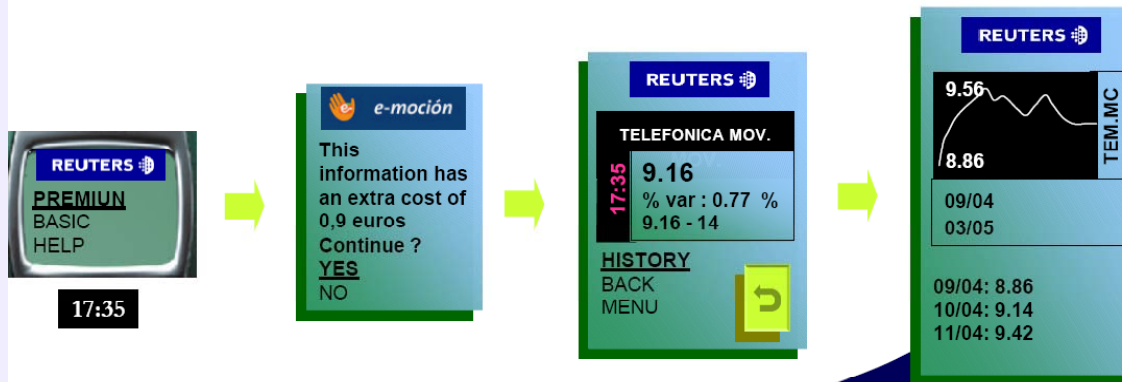 REUTERS
PREMIUN
BASIC
HELP
17:35
e-moción
This
information has
an extra cost of
0,9 euros
Continue ?
YES
NO
REUTERS
TELEFONICA MOV.
17:35
9.16
% var : 0.77 %
9.16 - 14
HISTORY
BACK
MENU
REUTERS
9.56
8.86
TEM.MC
09/04
03/05
09/04: 8.86
10/04: 9.14
11/04: 9.42